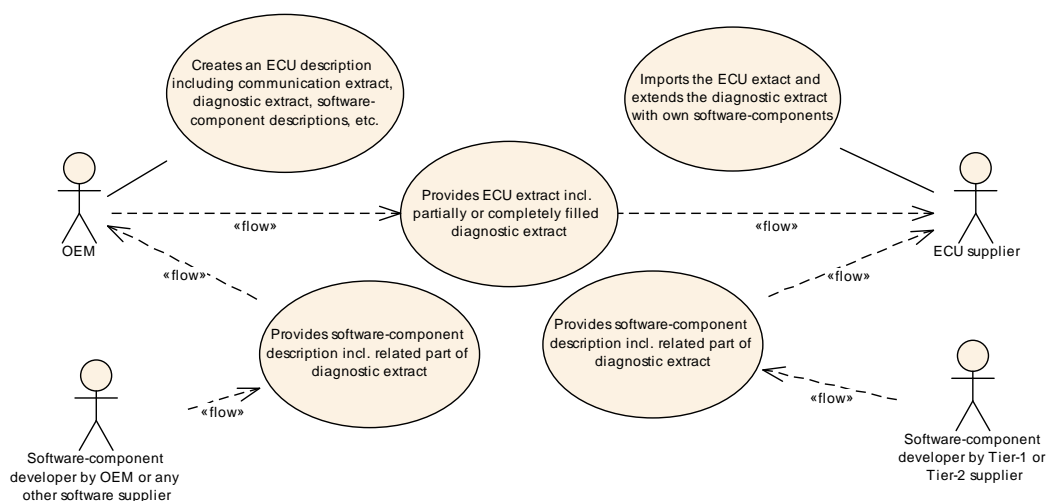 Creates an ECU description
including communication extract,
diagnostic extract, software-
component descriptions, etc.
Imports the ECU extact and
extends the diagnostic extract
with own software-components
Provides ECU extract incl.
partially or completely filled
diagnostic extract
«flow»
«flow»
OEM
ECU supplier
«flow»
«flow»
Provides software-component
description incl. related part of
diagnostic extract
Provides software-component
description incl. related part of
diagnostic extract
«flow»
«flow»
Software-component
developer by OEM or any
other software supplier
Software-component
developer by Tier-1 or
Tier-2 supplier